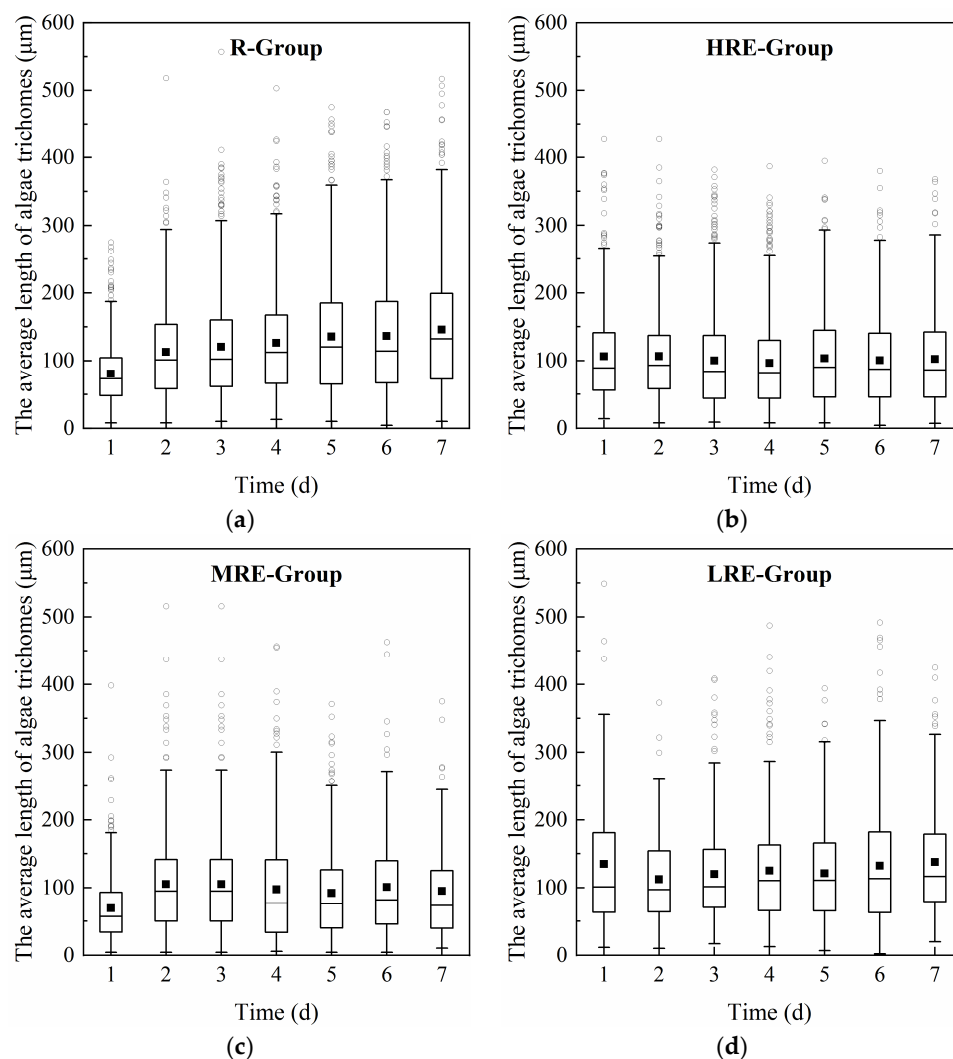 The average length of algae trichomes (μm)
600
500
400
300
200
100
0
R-Group
1 2 3 4 5 6 7
Time (d)
(a)
The average length of algae trichomes (μm)
600
500
400
300
200
100
0
HRE-Group
1 2 3 4 5 6 7
Time (d)
(b)
The average length of algae trichomes (μm)
600
500
400
300
200
100
0
MRE-Group
1 2 3 4 5 6 7
Time (d)
(c)
The average length of algae trichomes (μm)
600
500
400
300
200
100
0
LRE-Group
1 2 3 4 5 6 7
Time (d)
(d)